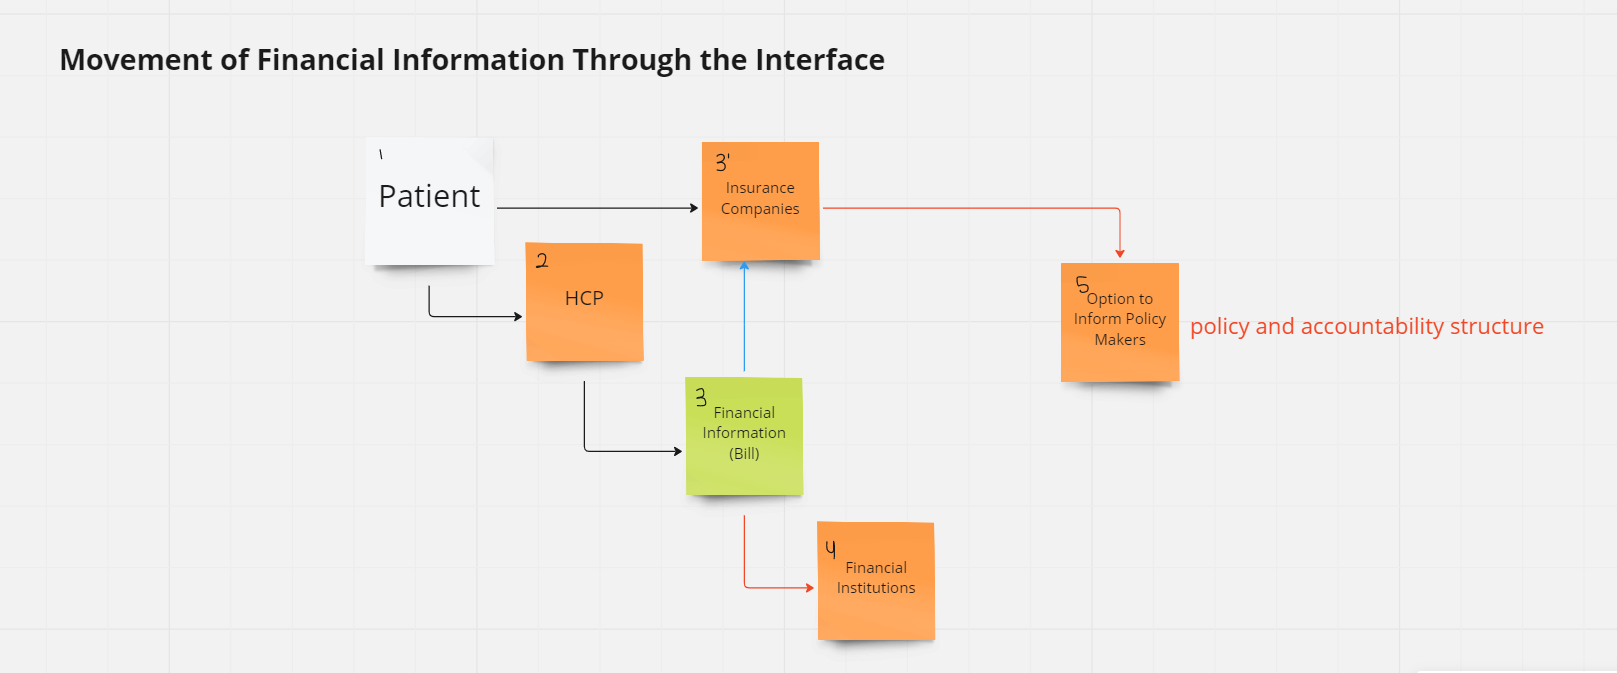 Movement of Financial Information Through the Interface
1
Patient
3'
Insurance
Companies
2
HCP
5
Option to
Inform Policy
Makers
policy and accountability structure
3
Financial
Information
(Bill)
4
Financial
Institutions